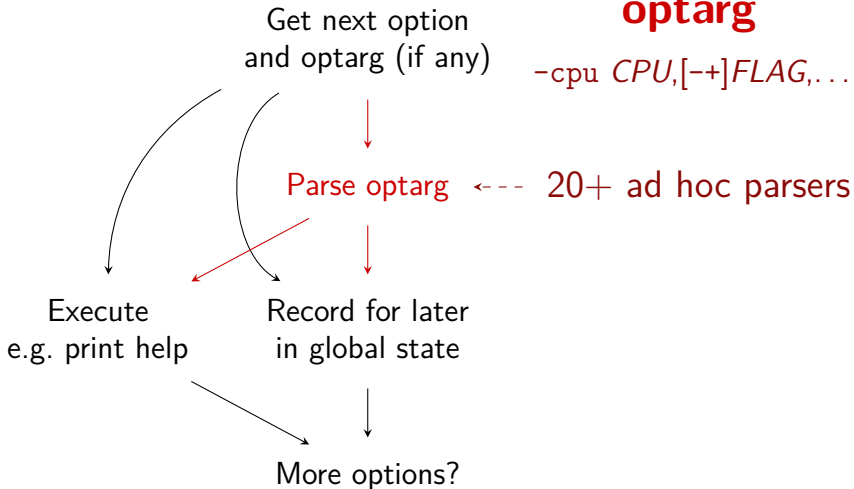 optarg
Get next option
and optarg (if any)
-cpu CPU,[-+]FLAG,...
Parse optarg
20+ ad hoc parsers
Execute
e.g. print help
Record for later
in global state
More options?